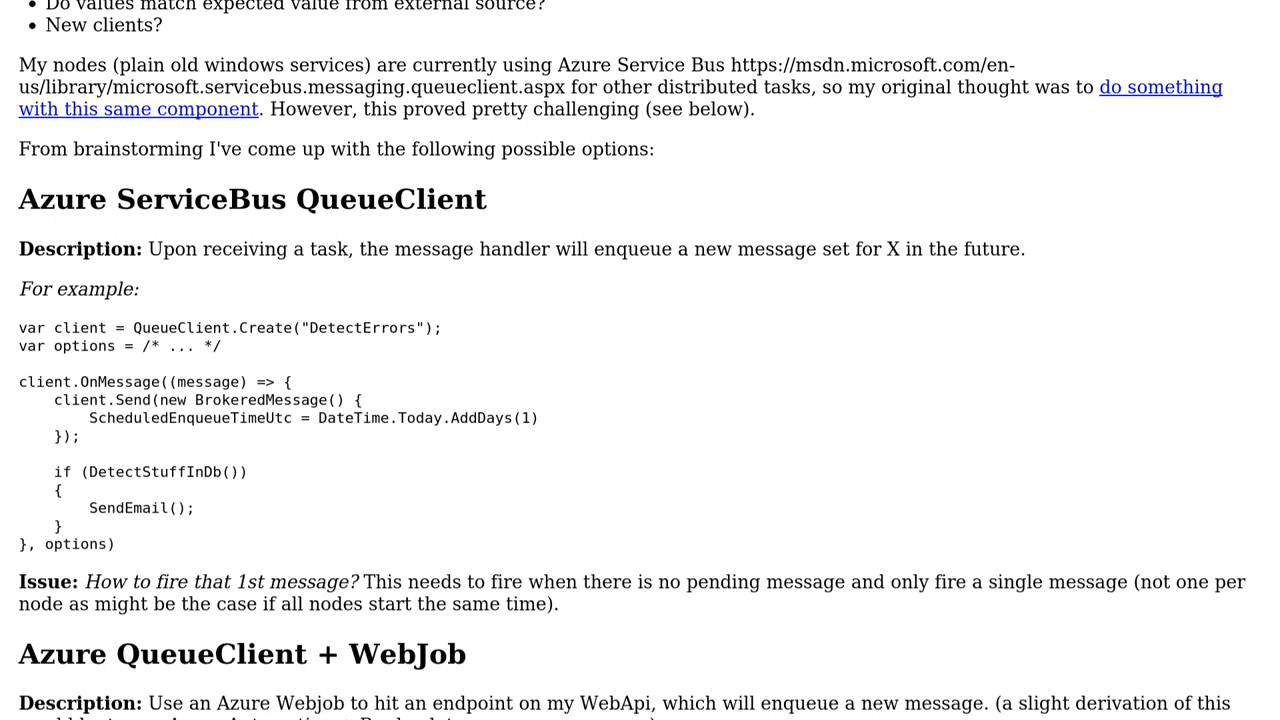 Do values match expected value from external source?
New clients?
My nodes (plain old windows services) are currently using Azure Service Bus https://msdn.microsoft.com/en-
us/library/microsoft.servicebus.messaging.queueclient.aspx for other distributed tasks, so my original thought was to do something
with this same component. However, this proved pretty challenging (see below).
From brainstorming I've come up with the following possible options:
Azure ServiceBus QueueClient
Description: Upon receiving a task, the message handler will enqueue a new message set for X in the future.
For example:
var client = QueueClient.Create("DetectErrors");
var options = /* ... */
client.OnMessage((message) => {
    client.Send(new BrokeredMessage() {
        ScheduledEnqueueTimeUtc = DateTime.Today.AddDays(1)
    });
    if (DetectStuffInDb())
    {
        SendEmail();
    }
}, options)
Issue: How to fire that 1st message? This needs to fire when there is no pending message and only fire a single message (not one per
node as might be the case if all nodes start the same time).
Azure QueueClient + WebJob
Description: Use an Azure Webjob to hit an endpoint on my WebApi, which will enqueue a new message. (a slight derivation of this